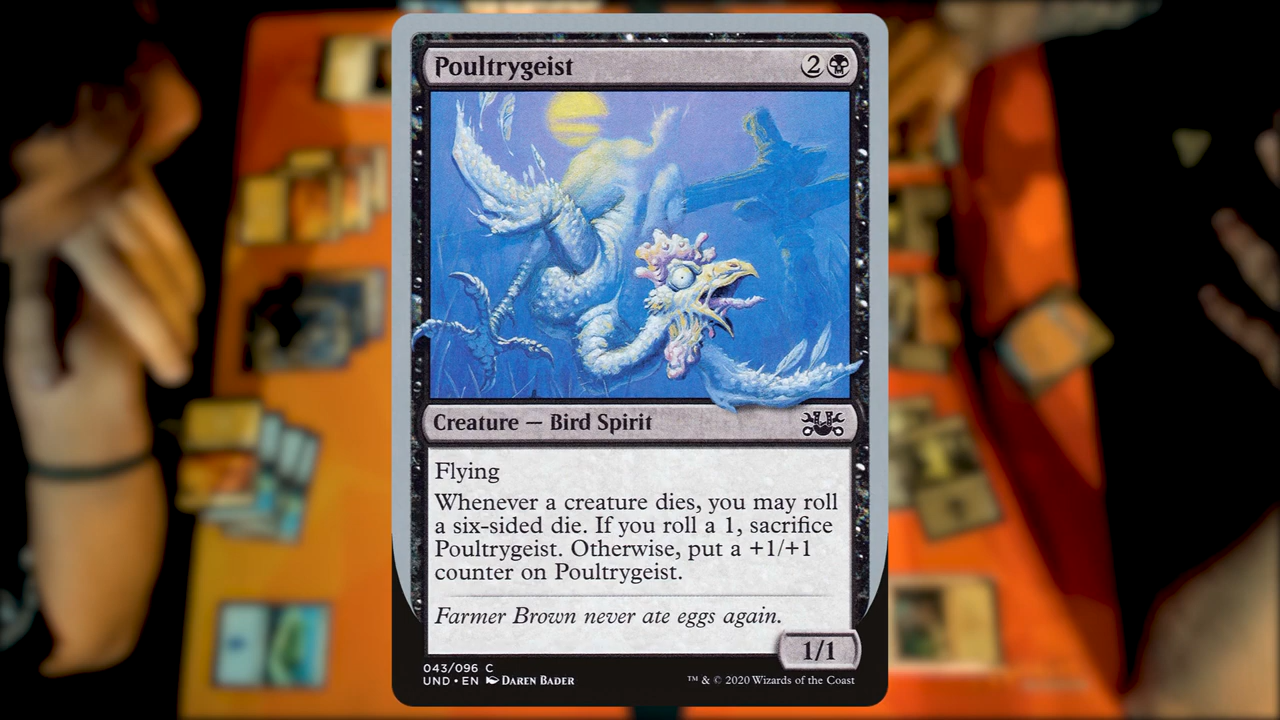 Poultrygeist 2
Creature — Bird Spirit
Flying
Whenever a creature dies, you may roll
a six-sided die. If you roll a 1, sacrifice
Poultrygeist. Otherwise, put a +1/+1
counter on Poultrygeist.
Farmer Brown never ate eggs again.
1/1
043/096 C
UND • EN Daren Bader ™ & © 2020 Wizards of the Coast